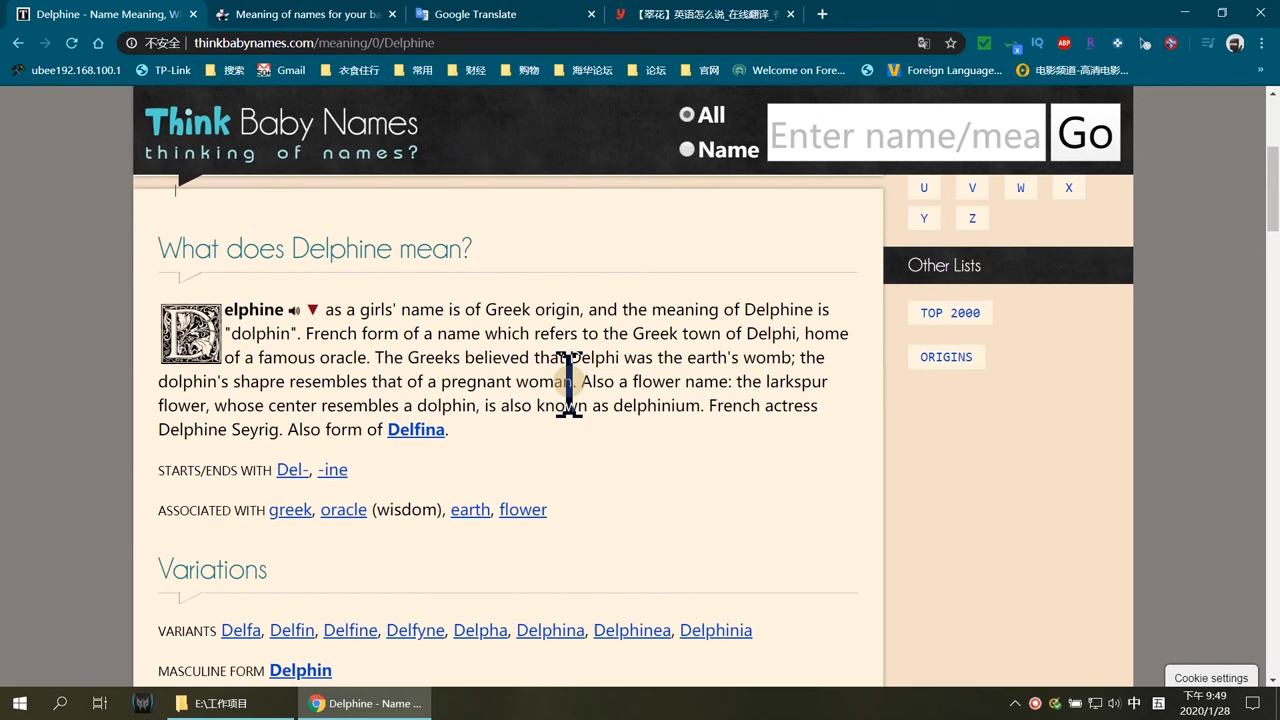 Delphine - Name Meaning, W
Meaning of names for your ba
Google Translate
【翠花】英语怎么说_在线翻译_有
不安全
thinkbabynames.com/meaning/0/Delphine
ubee192.168.100.1
TP-Link
搜索
Gmail
衣食住行
常用
财经
购物
海华论坛
论坛
官网
Welcome on Fore...
Foreign Language...
电影频道-高清电影...
Think Baby Names
thinking of names?
All
Name
Enter name/mea
Go
U V W X
Y Z
Other Lists
TOP 2000
ORIGINS
What does Delphine mean?
Delphine ▼ as a girls' name is of Greek origin, and the meaning of Delphine is
"dolphin". French form of a name which refers to the Greek town of Delphi, home
of a famous oracle. The Greeks believed that Delphi was the earth's womb; the
dolphin's shapre resembles that of a pregnant woman. Also a flower name: the larkspur
flower, whose center resembles a dolphin, is also known as delphinium. French actress
Delphine Seyrig. Also form of Delfina.
STARTS/ENDS WITH Del-, -ine
ASSOCIATED WITH greek, oracle (wisdom), earth, flower
Variations
VARIANTS Delfa, Delfin, Delfine, Delfyne, Delpha, Delphina, Delphinea, Delphinia
MASCULINE FORM Delphin
Cookie settings
E:\工作项目
Delphine - Name ...
中
五
下午 9:49
2020/1/28